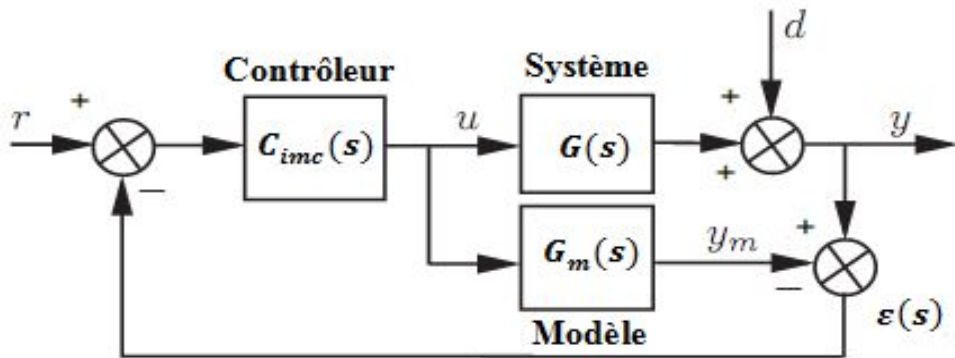 d
Contrôleur
Système
r
+
−
C_imc(s)
u
G(s)
+
+
y
G_m(s)
y_m
+
−
ε(s)
Modèle